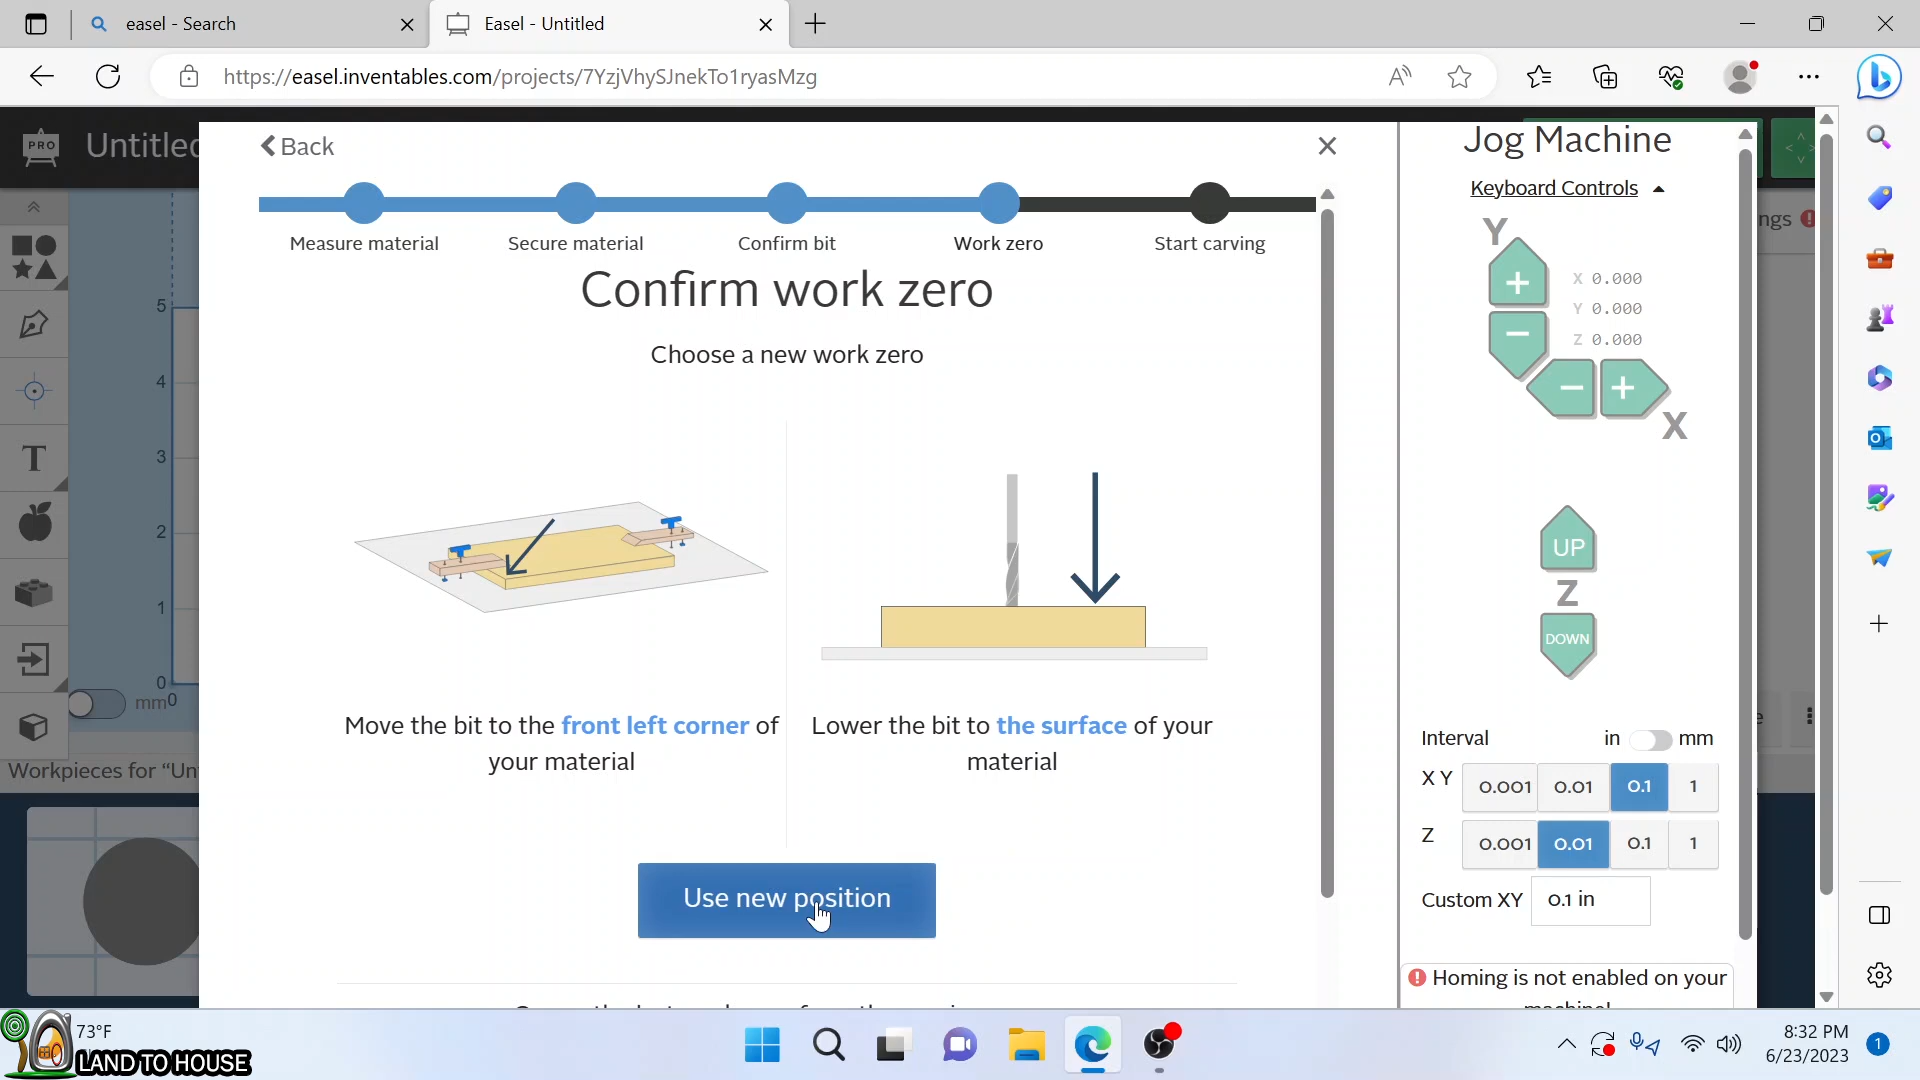 easel - Search
Easel - Untitled
https://easel.inventables.com/projects/7YzjVhySJnekTo1ryasMzg
PRO
Untitled
Back
Jog Machine
Keyboard Controls
Measure material
Secure material
Confirm bit
Work zero
Start carving
Confirm work zero
Choose a new work zero
Y
X 0.000
Y 0.000
Z 0.000
X
UP
Z
DOWN
5
4
3
2
1
0
mm
0
T
Move the bit to the front left corner of
your material
Lower the bit to the surface of your
material
Use new position
Interval
in
mm
X Y
0.001
0.01
0.1
1
Z
0.001
0.01
0.1
1
Custom XY
0.1 in
Homing is not enabled on your
Workpieces for “Un
73°F
LAND TO HOUSE
8:32 PM
6/23/2023
1